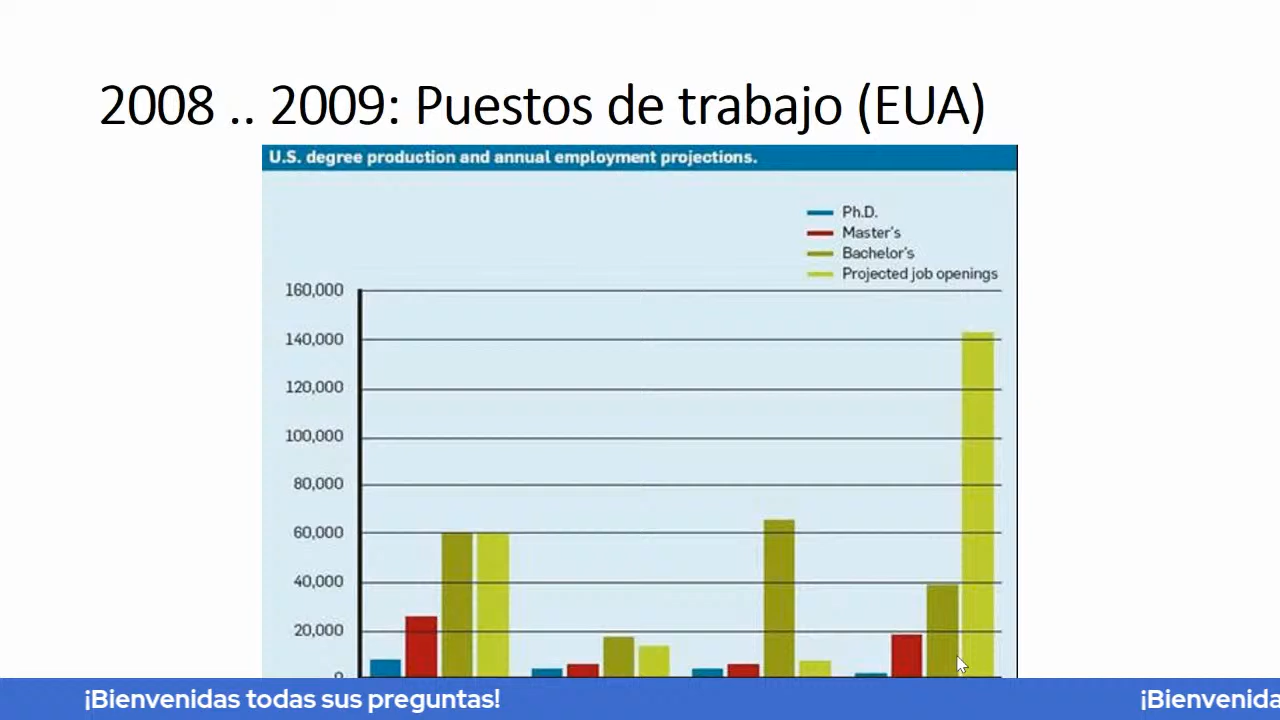 2008 .. 2009: Puestos de trabajo (EUA)
U.S. degree production and annual employment projections.
Ph.D.
Master's
Bachelor's
Projected job openings
160,000
140,000
120,000
100,000
80,000
60,000
40,000
20,000
¡Bienvenidas todas sus preguntas!
¡Bienvenida